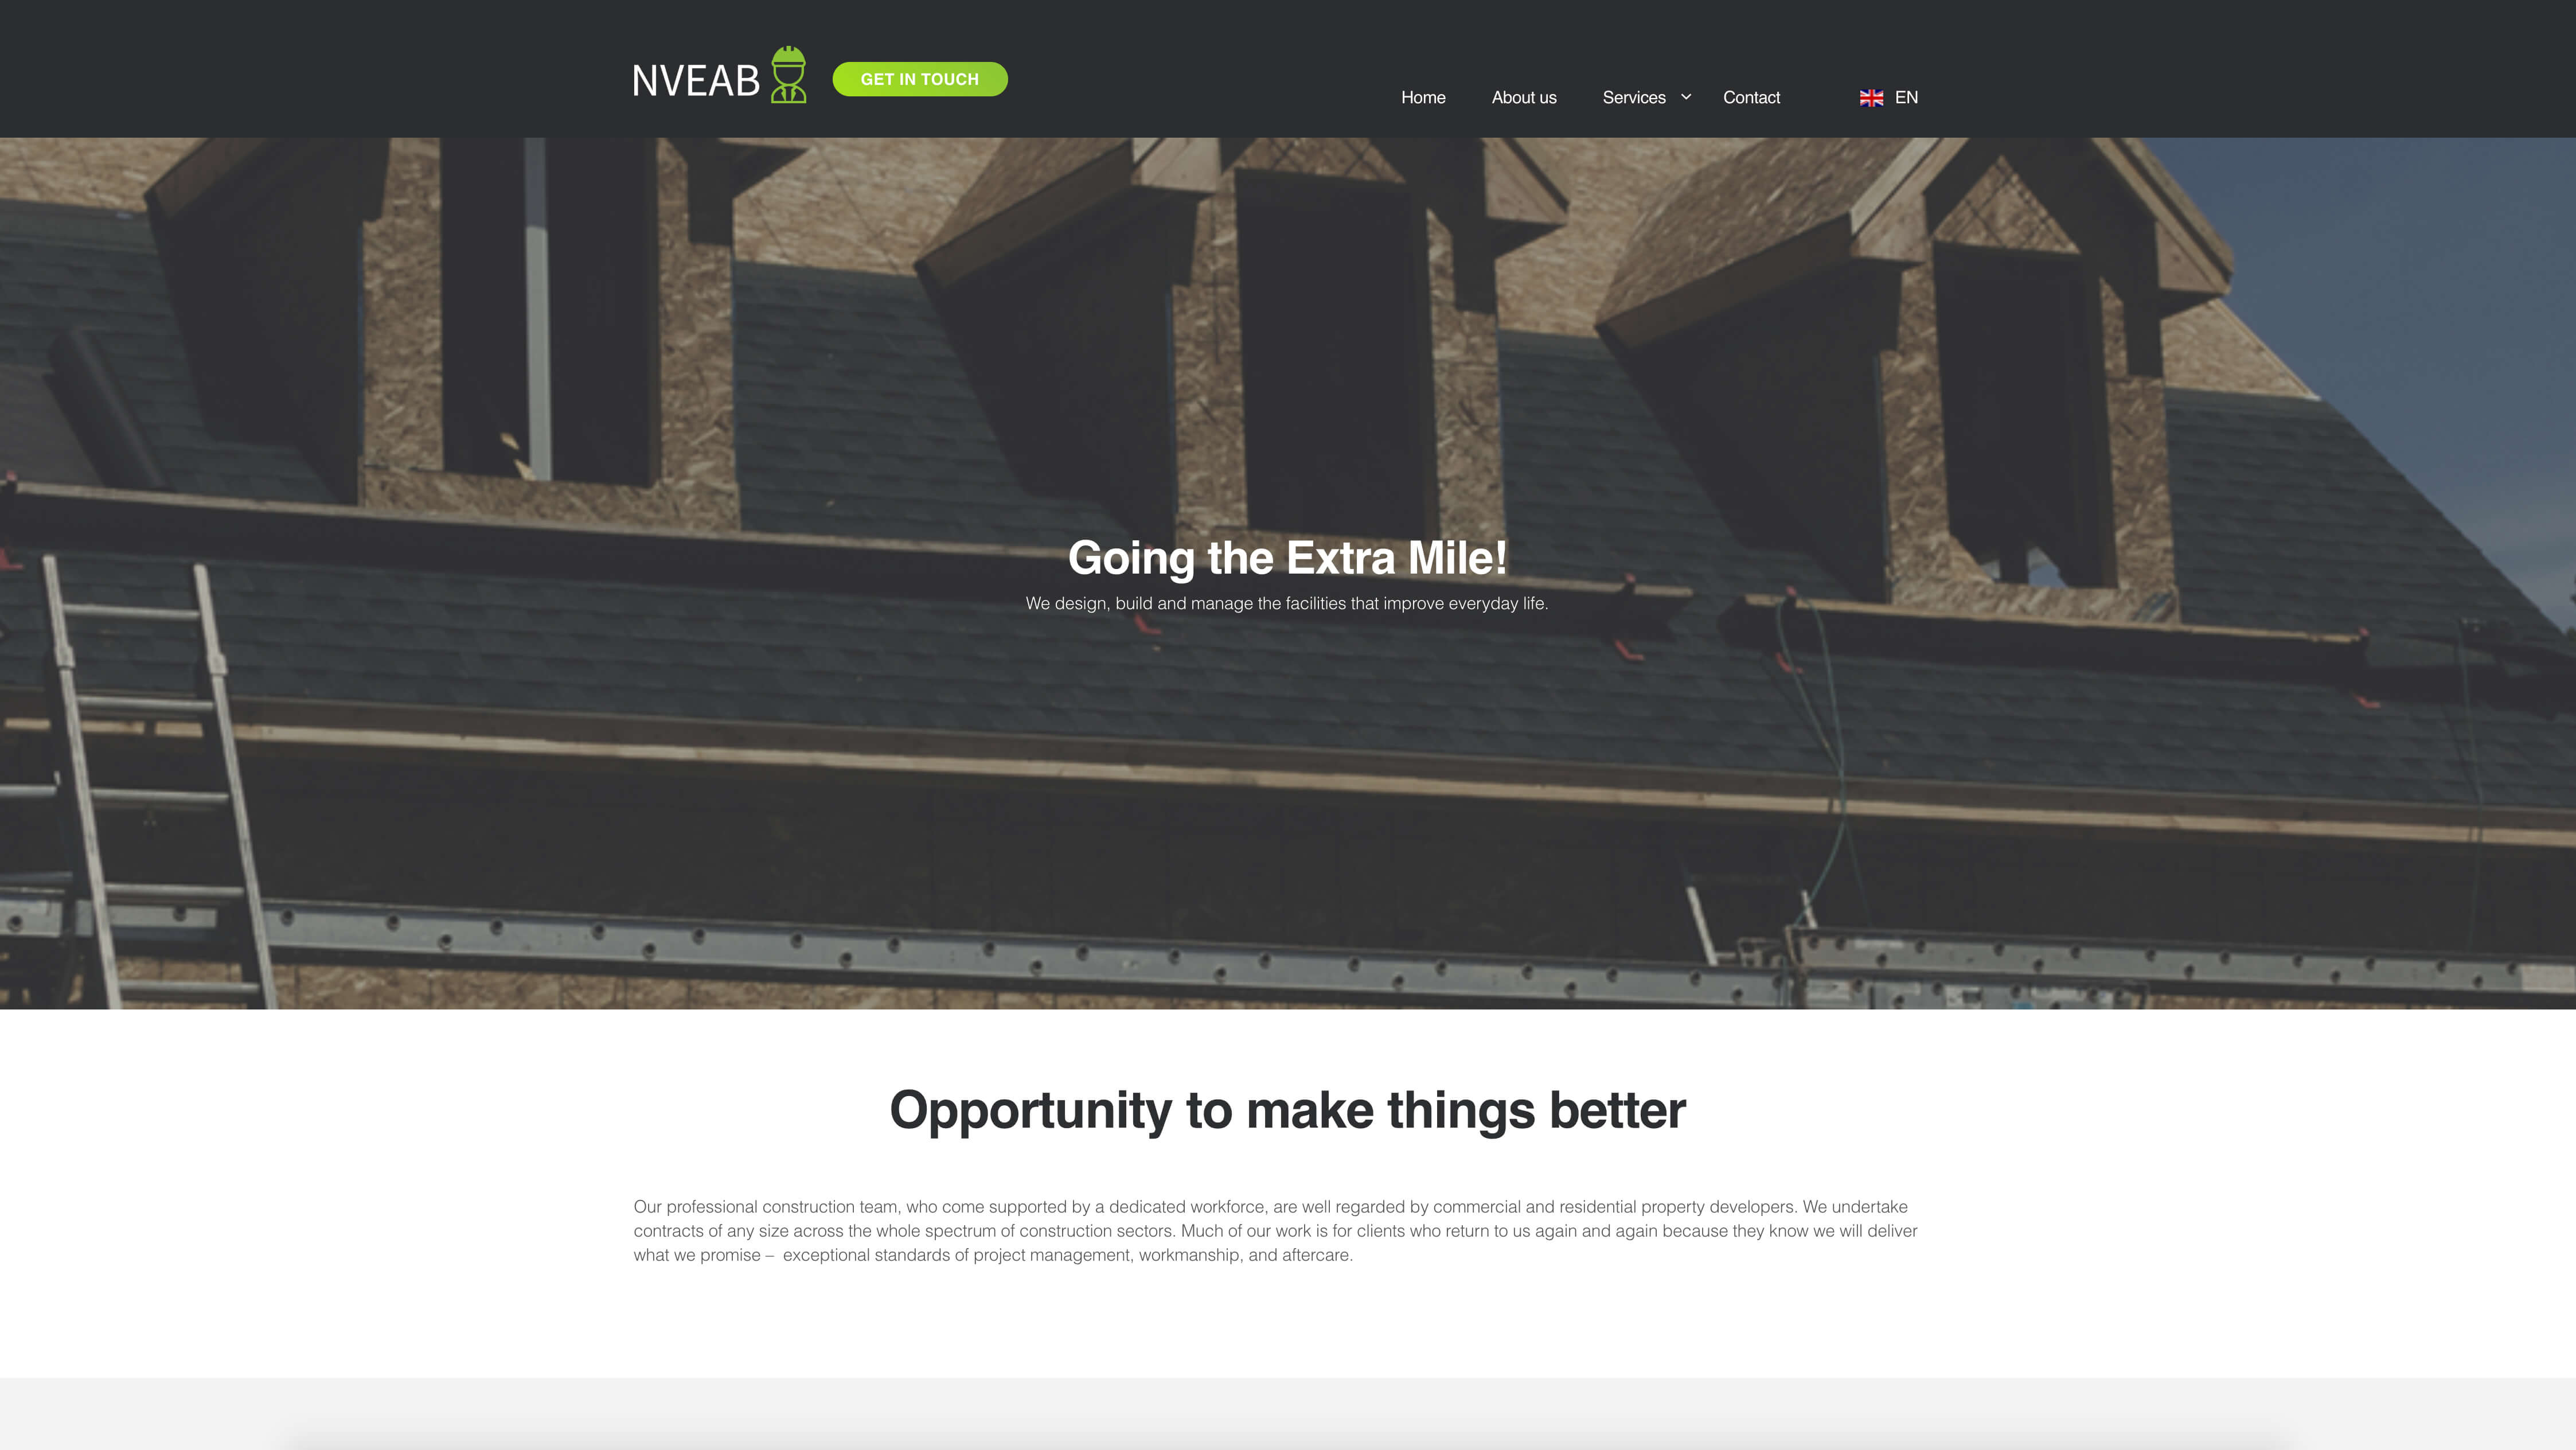 NVEAB
GET IN TOUCH
Home
About us
Services
Contact
EN
Going the Extra Mile!
We design, build and manage the facilities that improve everyday life.
Opportunity to make things better
Our professional construction team, who come supported by a dedicated workforce, are well regarded by commercial and residential property developers. We undertake
contracts of any size across the whole spectrum of construction sectors. Much of our work is for clients who return to us again and again because they know we will deliver
what we promise –  exceptional standards of project management, workmanship, and aftercare.